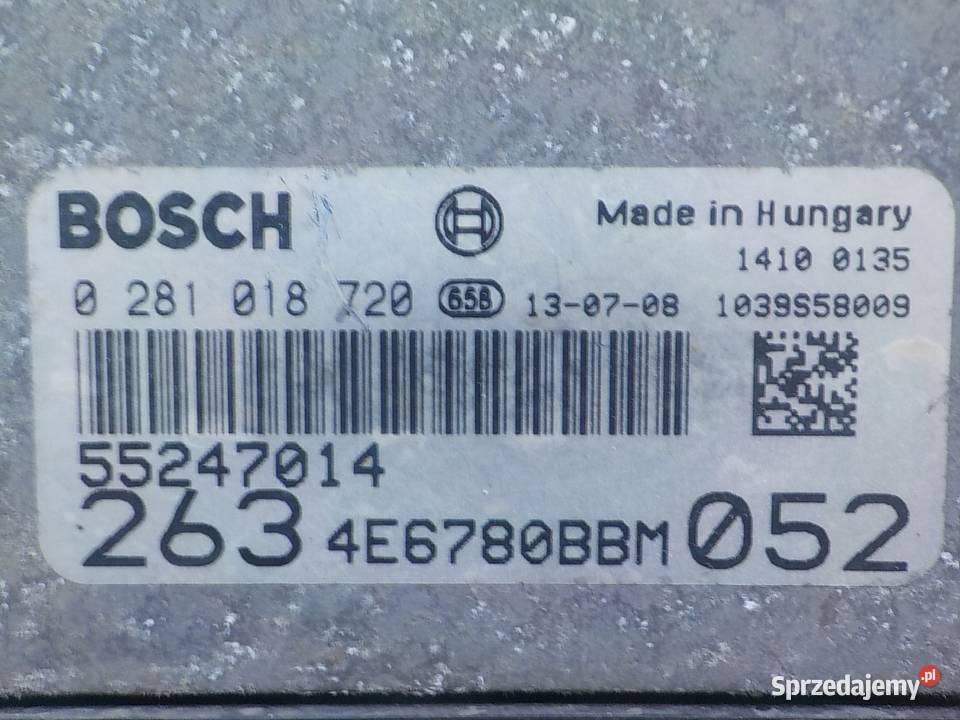 BOSCH Made in Hungary
1410 0135
0 281 018 720 658 13-07-08 1039S58009
55247014
263 4E6780BBM 052
Sprzedajemy.pl